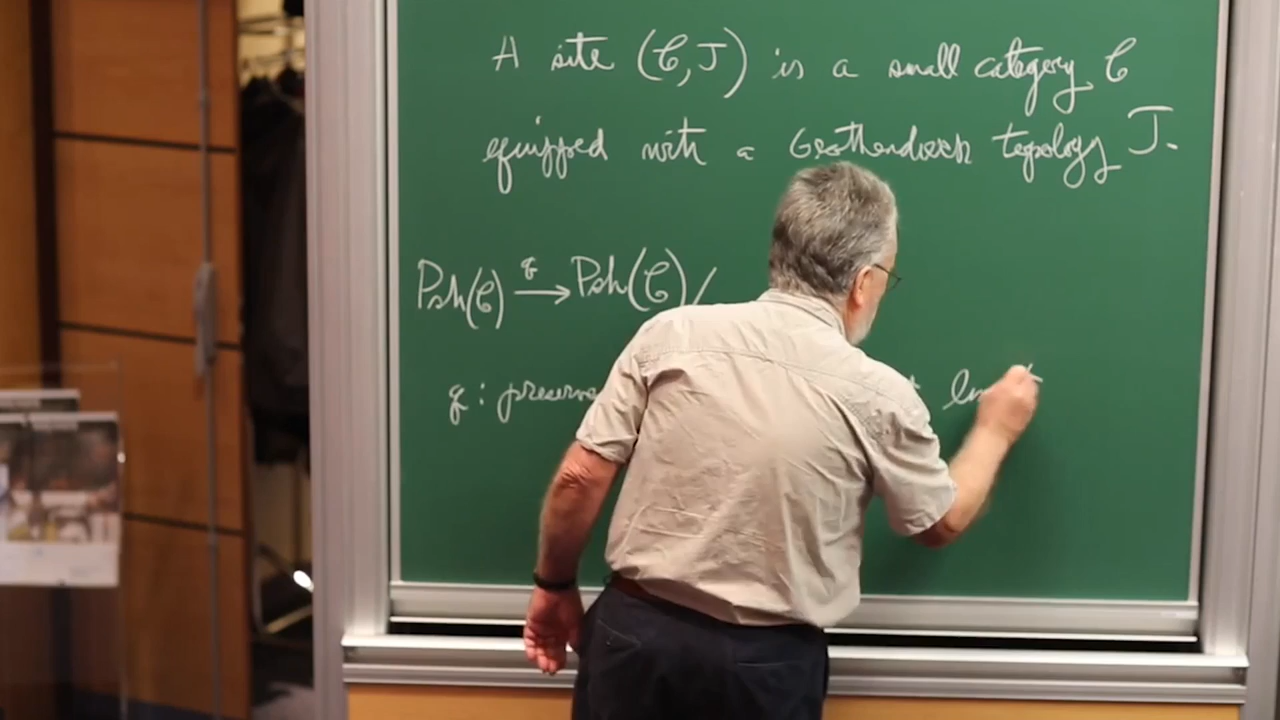 A site (𝒞, J) is a small category 𝒞
equipped with a Grothendieck topology J.
Psh(𝒞) —q→ Psh(𝒞)/
q : preserve